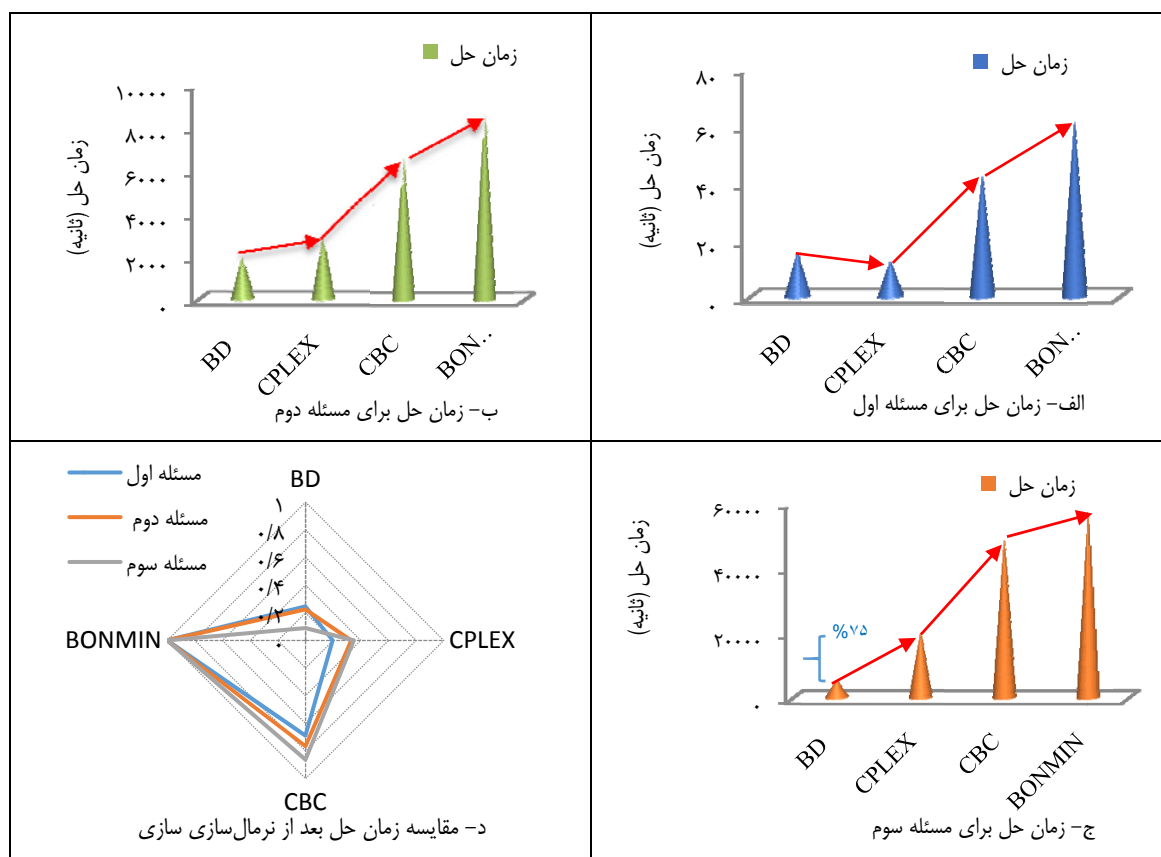 زمان حل
۸۰
۶۰
۴۰
۲۰
۰
زمان حل (ثانیه)
BD
CPLEX
CBC
BON..
الف- زمان حل برای مسئله اول
زمان حل
۱۰۰۰۰
۸۰۰۰
۶۰۰۰
۴۰۰۰
۲۰۰۰
۰
زمان حل (ثانیه)
BD
CPLEX
CBC
BON..
ب- زمان حل برای مسئله دوم
زمان حل
۶۰۰۰۰
۴۰۰۰۰
۲۰۰۰۰
۰
زمان حل (ثانیه)
%۷۵
BD
CPLEX
CBC
BONMIN
ج- زمان حل برای مسئله سوم
مسئله اول
مسئله دوم
مسئله سوم
BD
۱
۰/۸
۰/۶
۰/۴
۰/۲
۰
BONMIN
CPLEX
CBC
د- مقایسه زمان حل بعد از نرمال‌سازی سازی